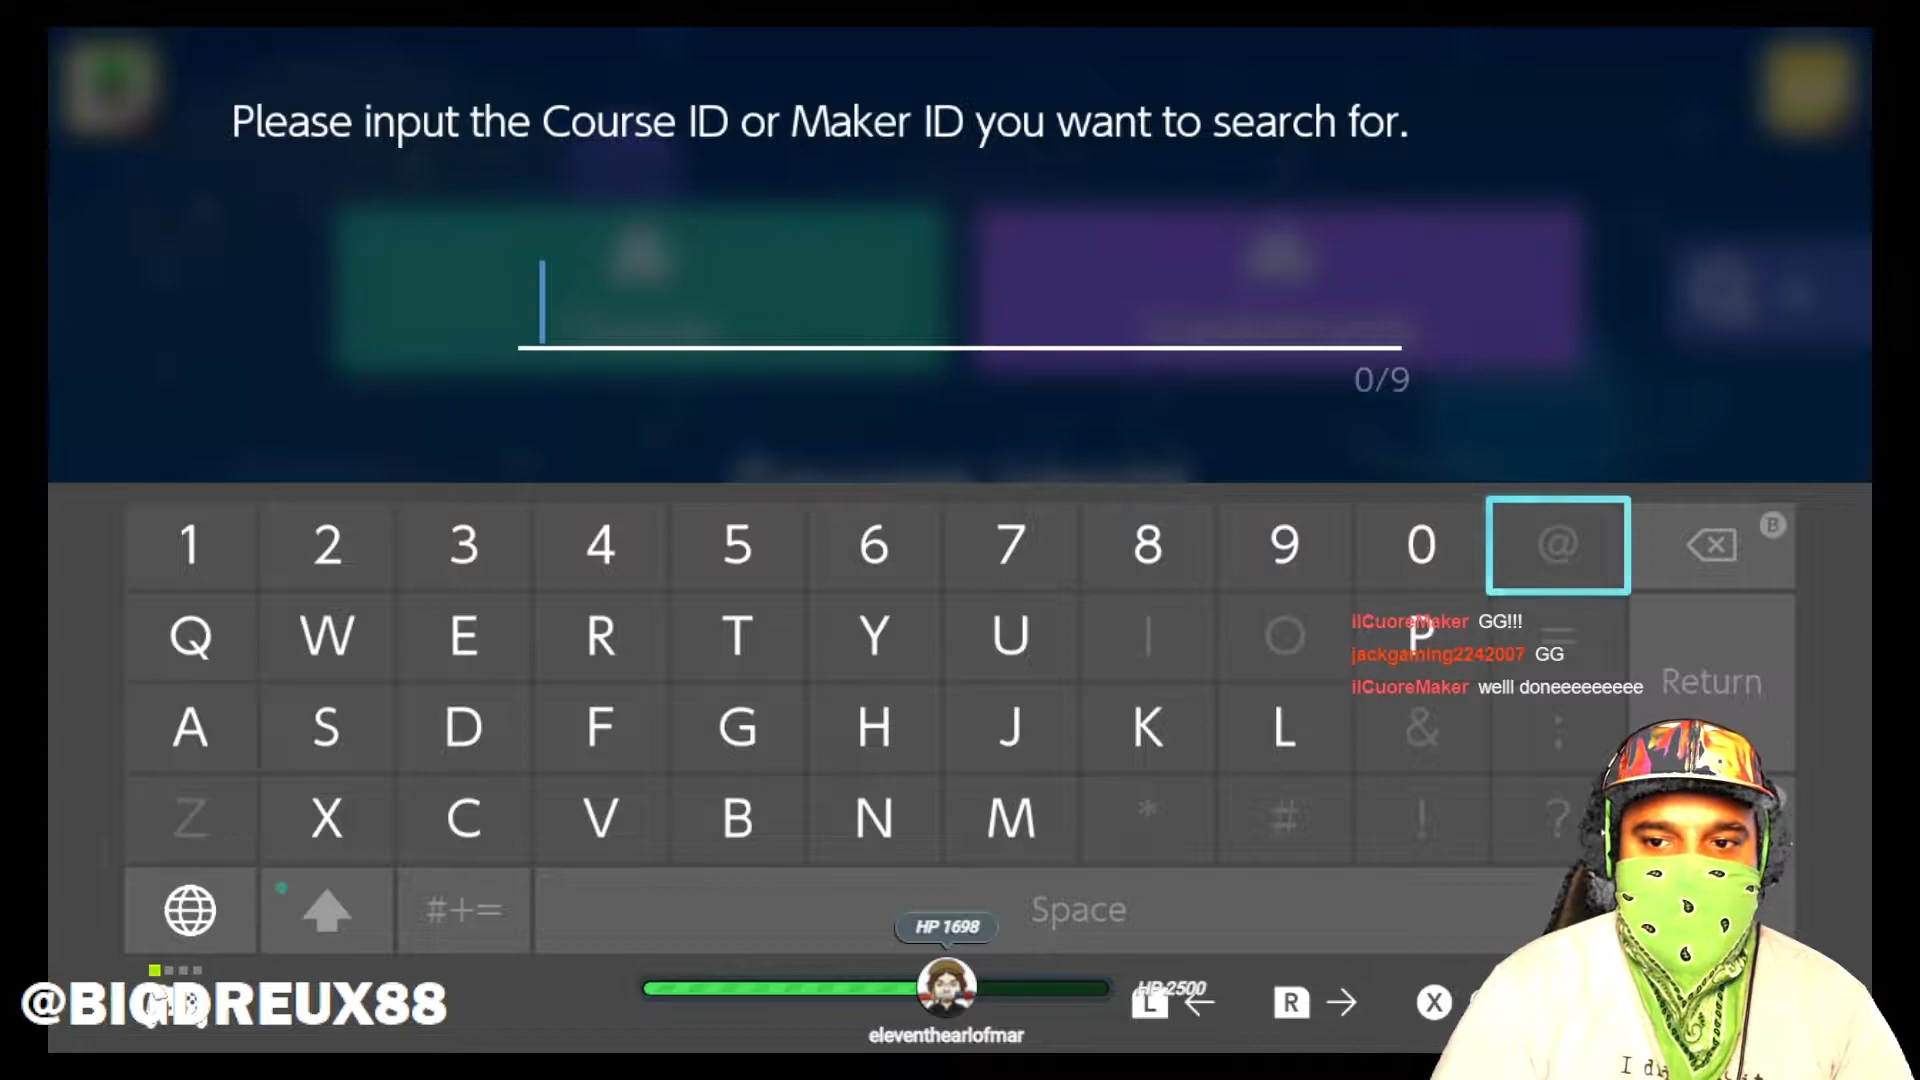 Please input the Course ID or Maker ID you want to search for.
0/9
1 2 3 4 5 6 7 8 9 0 @
B
Q W E R T Y U I O P =
ilCuoreMaker GG!!!
jackgaming2242007 GG
ilCuoreMaker welll doneeeeeeeee
Return
A S D F G H J K L & ;
Z X C V B N M * # ! ?
#+= Space
HP 1698
@BIGDREUX88
HP 2500
L R X
eleventhearlofmar
I